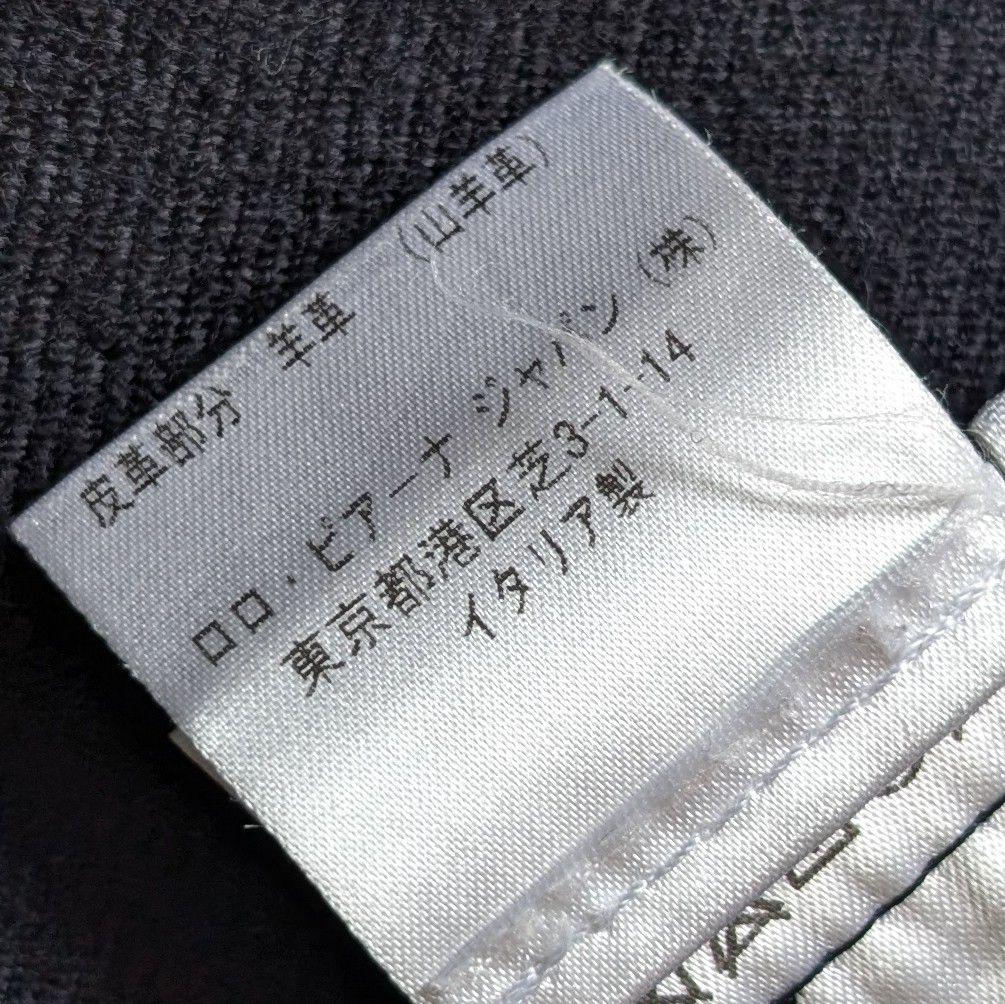 皮革部分 羊革 (山羊革)
ロロ・ピアーナ ジャパン (株)
東京都港区芝3-1-14
イタリア製